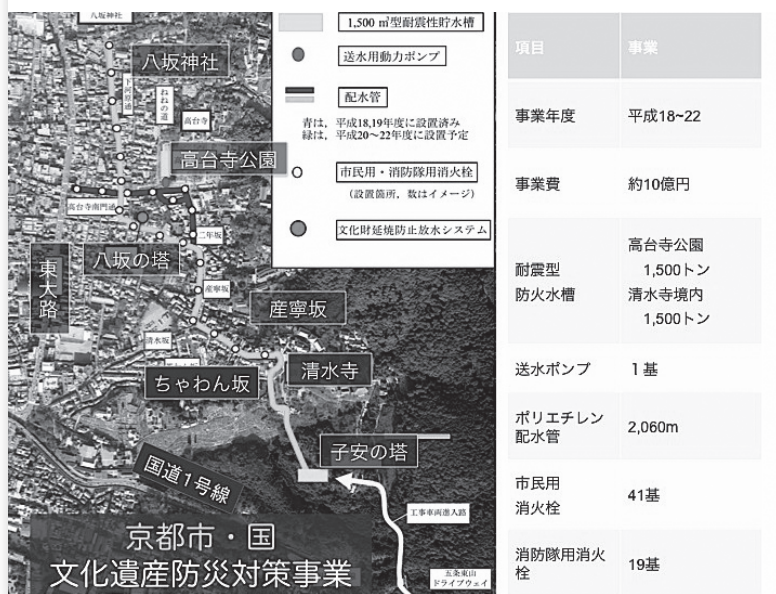 八坂神社
1,500 ㎥型耐震性貯水槽
送水用動力ポンプ
配水管
青は，平成18,19年度に設置済み
緑は，平成20〜22年度に設置予定
市民用・消防隊用消火栓
（設置箇所，数はイメージ）
文化財延焼防止放水システム
八坂神社
下河原通
ねねの道
高台寺
高台寺公園
高台寺南門通
二年坂
八坂の塔
東大路
産寧坂
産寧坂
清水坂
ちゃわん坂
清水寺
子安の塔
国道1号線
工事車両進入路
五条東山
ドライブウェイ
京都市・国
文化遺産防災対策事業
項目 事業
事業年度 平成18~22
事業費 約10億円
耐震型
防火水槽
高台寺公園
1,500トン
清水寺境内
1,500トン
送水ポンプ 1基
ポリエチレン
配水管
2,060m
市民用
消火栓
41基
消防隊用消火
栓
19基